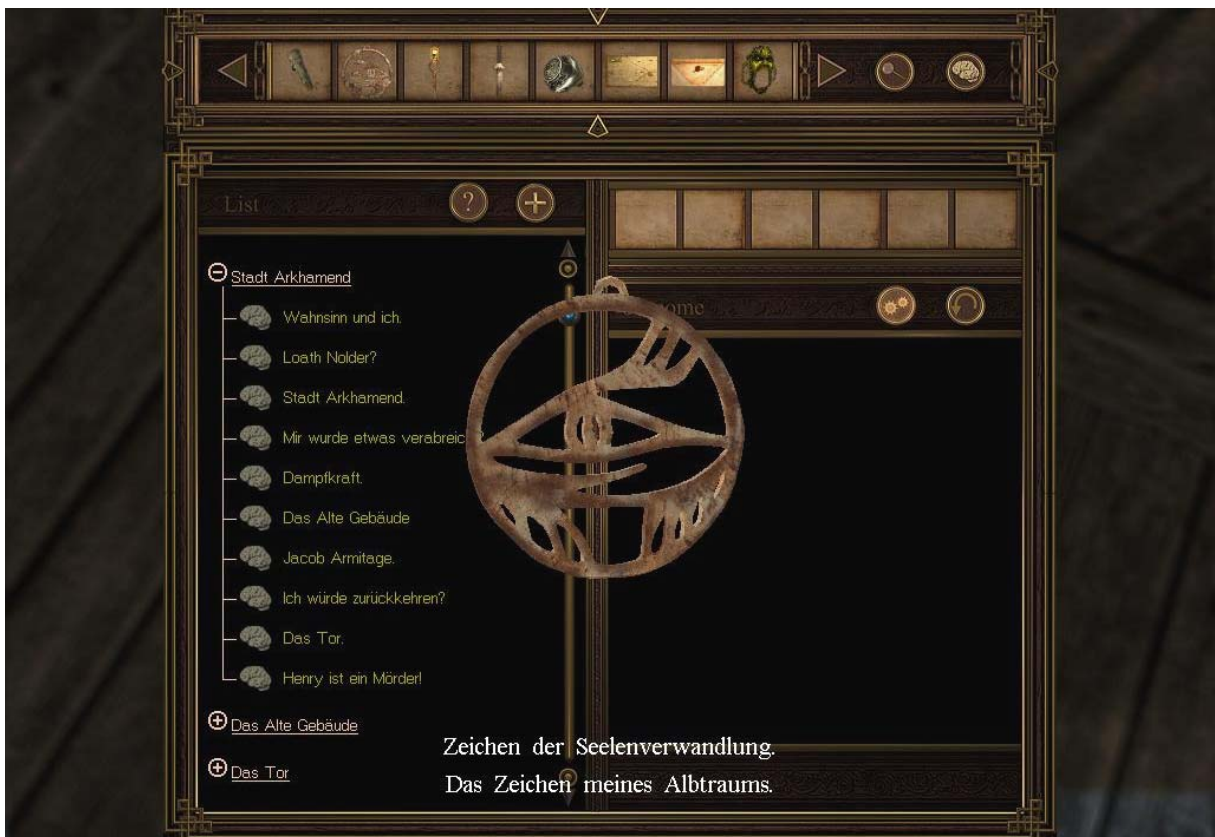 List
Stadt Arkhamend
Wahnsinn und ich.
Loath Nolder?
Stadt Arkhamend.
Mir wurde etwas verabreic
Dampfkraft.
Das Alte Gebäude
Jacob Armitage.
Ich würde zurückkehren?
Das Tor.
Henry ist ein Mörder!
Das Alte Gebäude
Das Tor
Zeichen der Seelenverwandlung.
Das Zeichen meines Albtraums.